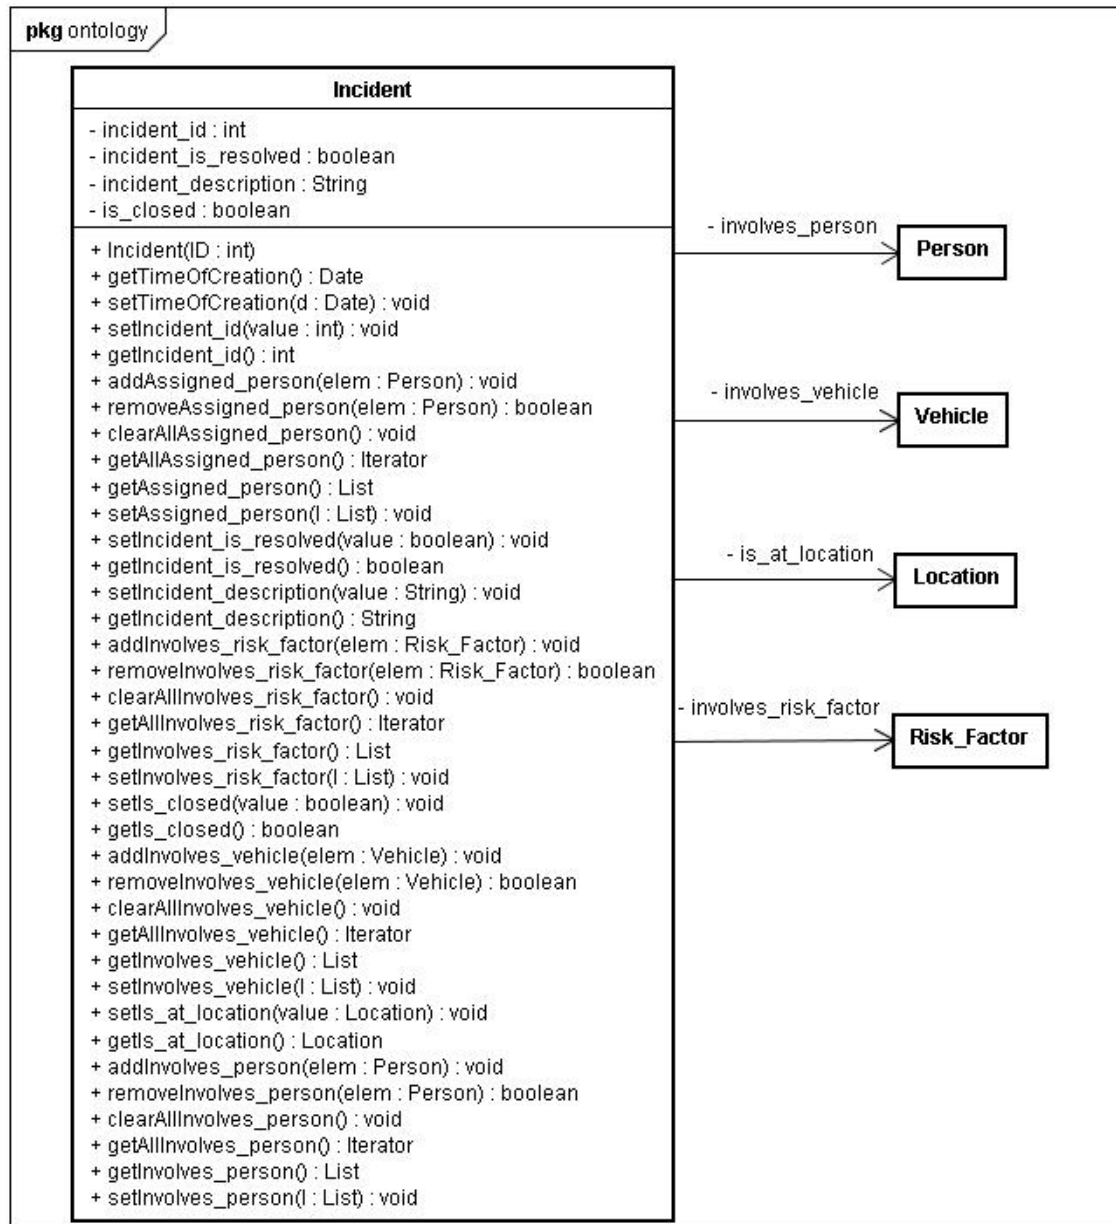 pkg ontology
Incident
- incident_id : int
- incident_is_resolved : boolean
- incident_description : String
- is_closed : boolean
+ Incident(ID : int)
+ getTimeOfCreation() : Date
+ setTimeOfCreation(d : Date) : void
+ setIncident_id(value : int) : void
+ getIncident_id() : int
+ addAssigned_person(elem : Person) : void
+ removeAssigned_person(elem : Person) : boolean
+ clearAllAssigned_person() : void
+ getAllAssigned_person() : Iterator
+ getAssigned_person() : List
+ setAssigned_person(l : List) : void
+ setIncident_is_resolved(value : boolean) : void
+ getIncident_is_resolved() : boolean
+ setIncident_description(value : String) : void
+ getIncident_description() : String
+ addInvolves_risk_factor(elem : Risk_Factor) : void
+ removeInvolves_risk_factor(elem : Risk_Factor) : boolean
+ clearAllInvolves_risk_factor() : void
+ getAllInvolves_risk_factor() : Iterator
+ getInvolves_risk_factor() : List
+ setInvolves_risk_factor(l : List) : void
+ setIs_closed(value : boolean) : void
+ getIs_closed() : boolean
+ addInvolves_vehicle(elem : Vehicle) : void
+ removeInvolves_vehicle(elem : Vehicle) : boolean
+ clearAllInvolves_vehicle() : void
+ getAllInvolves_vehicle() : Iterator
+ getInvolves_vehicle() : List
+ setInvolves_vehicle(l : List) : void
+ setIs_at_location(value : Location) : void
+ getIs_at_location() : Location
+ addInvolves_person(elem : Person) : void
+ removeInvolves_person(elem : Person) : boolean
+ clearAllInvolves_person() : void
+ getAllInvolves_person() : Iterator
+ getInvolves_person() : List
+ setInvolves_person(l : List) : void
- involves_person
Person
- involves_vehicle
Vehicle
- is_at_location
Location
- involves_risk_factor
Risk_Factor